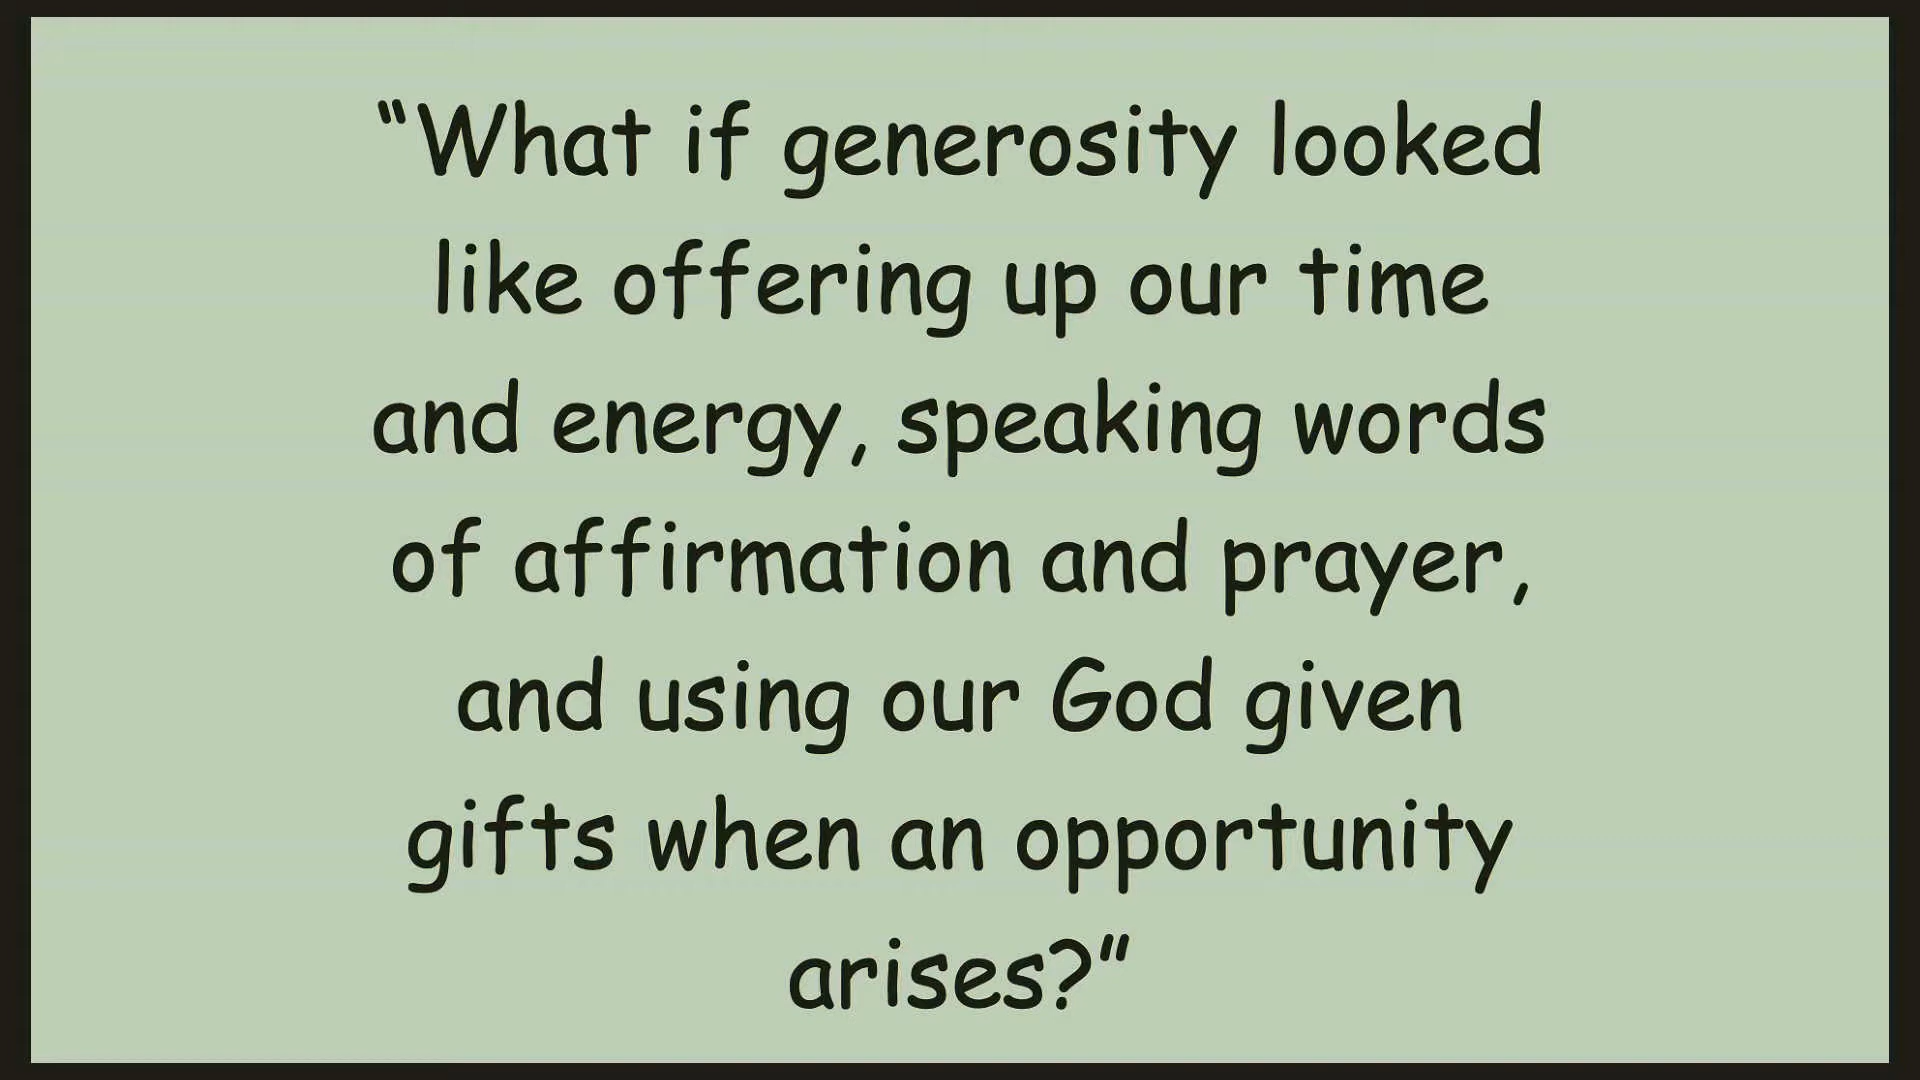 “What if generosity looked
like offering up our time
and energy, speaking words
of affirmation and prayer,
and using our God given
gifts when an opportunity
arises?”